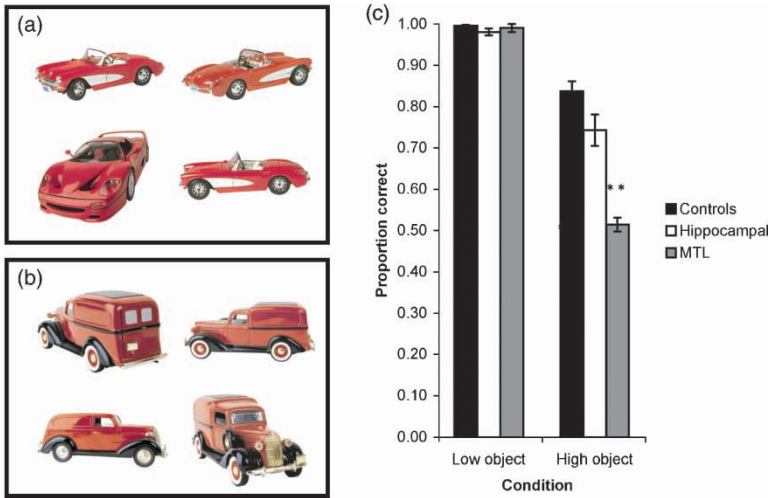 (a)
(b)
(c)
1.00
0.90
0.80
0.70
0.60
0.50
0.40
0.30
0.20
0.10
0.00
Proportion correct
**
Controls
Hippocampal
MTL
Low object
High object
Condition